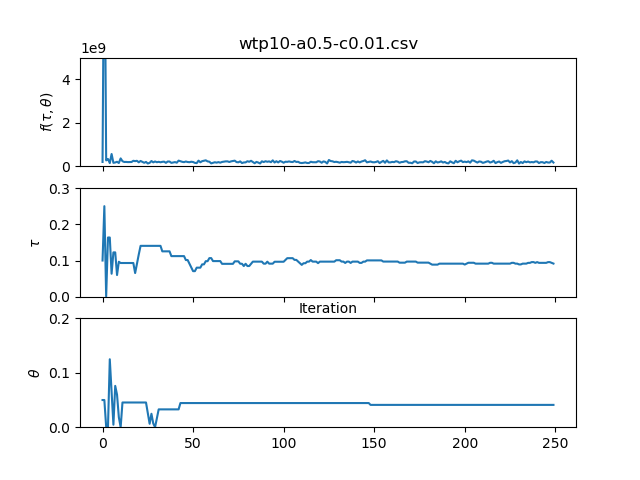 wtp10-a0.5-c0.01.csv
1e9
4
2
0
f(τ, θ)
0.3
0.2
0.1
0.0
τ
Iteration
0.2
0.1
0.0
θ
0 50 100 150 200 250